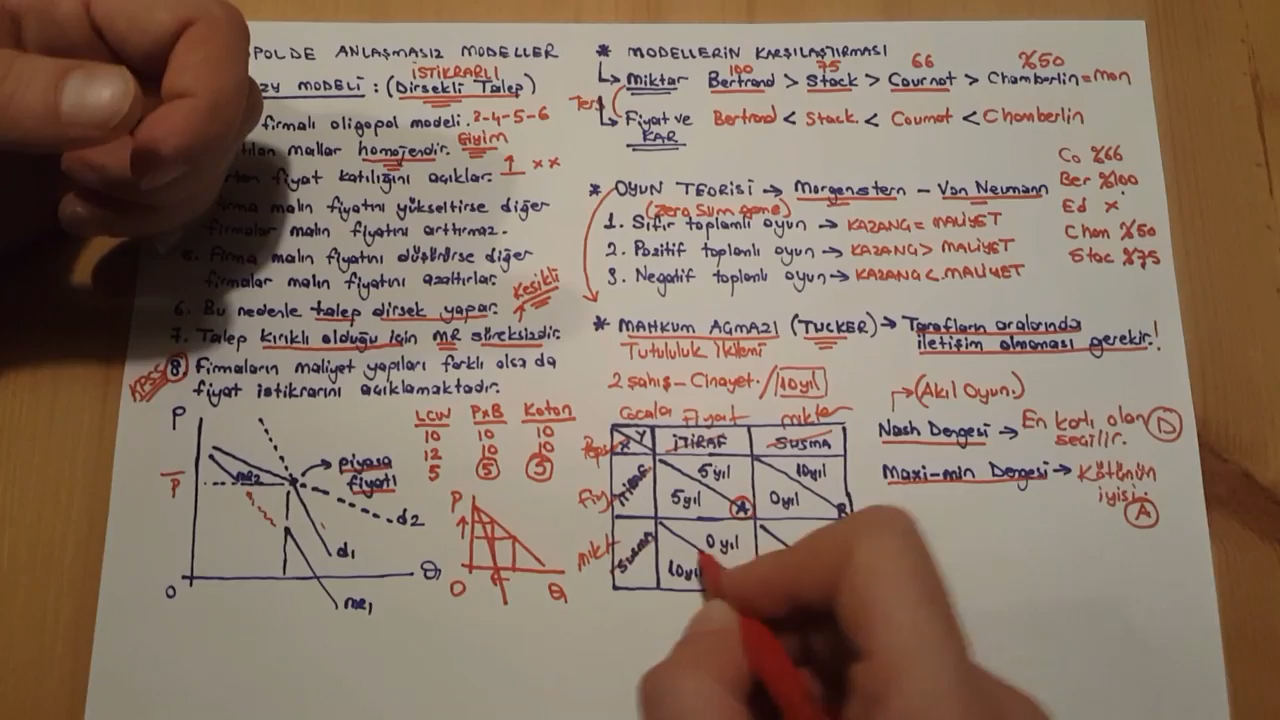 POLDE ANLAŞMASIZ MODELLER
İSTİKRARLI
ZY MODELİ : (Dirsekli Talep)
firmalı oligopol modeli. 2-4-5-6
Giyim
mallar homojendir.
fiyat katılığını açıklar. ↑ x x
malın fiyatını yükseltirse diğer
firmalar malın fiyatını arttırmaz.
5. Firma malın fiyatını düşürürse diğer
firmalar malın fiyatını azaltırlar.
Kesikli
6. Bu nedenle talep dirsek yapar.
7. Talep kırıklı olduğu için MR süreksizdir.
KPSS 8 Firmaların maliyet yapıları farklı olsa da
fiyat istikrarını açıklamaktadır.
LCW P×B Koton
10 10 10
12 10 10
5 5 5
P
P
MR2
piyasa
fiyatı
d2
d1
MR1
0
Q
P
0
Q
* MODELLERİN KARŞILAŞTIRMASI
100 75 66 %50
Miktar Bertrand > Stack > Cournot > Chamberlin = Mon
Ters
Fiyat ve Bertrand < Stack. < Cournot < Chamberlin
KAR
Co %66
Ber %100
Ed x
Cham %50
Stac %75
* OYUN TEORİSİ → Morgenstern – Von Neumann
(Zero Sum game)
1. Sıfır toplamlı oyun → KAZANÇ = MALİYET
2. Pozitif toplamlı oyun → KAZANÇ > MALİYET
3. Negatif toplamlı oyun → KAZANÇ < MALİYET
* MAHKUM AÇMAZI (TUCKER) → Tarafların aralarında
iletişim olmaması gerekir!
Tutukluluk İkilemi
2 şahıs – Cinayet. / 10 yıl
Cocacola Fiyat miktar
Pepsi X Y İTİRAF SUSMA
Fiy İTİRAF 5 yıl 5 yıl A 10 yıl 0 yıl B
mikt SUSMA 0 yıl
(Akıl Oyun.)
Nash Dengesi → En karlı olan D
seçilir.
Maxi-min Dengesi → Kötünün
iyisi. A